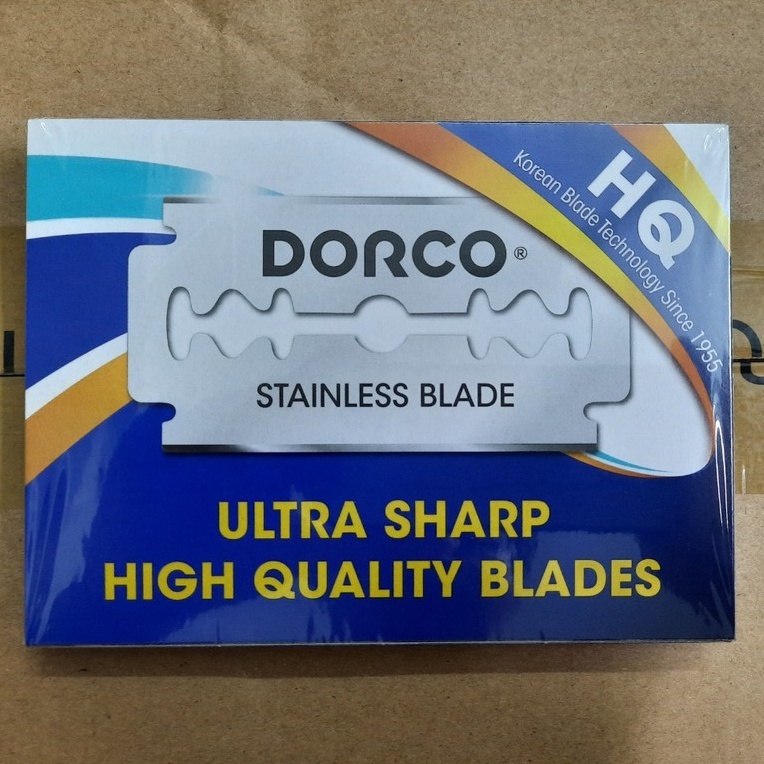 HQ
Korean Blade Technology Since 1955
DORCO®
STAINLESS BLADE
ULTRA SHARP
HIGH QUALITY BLADES